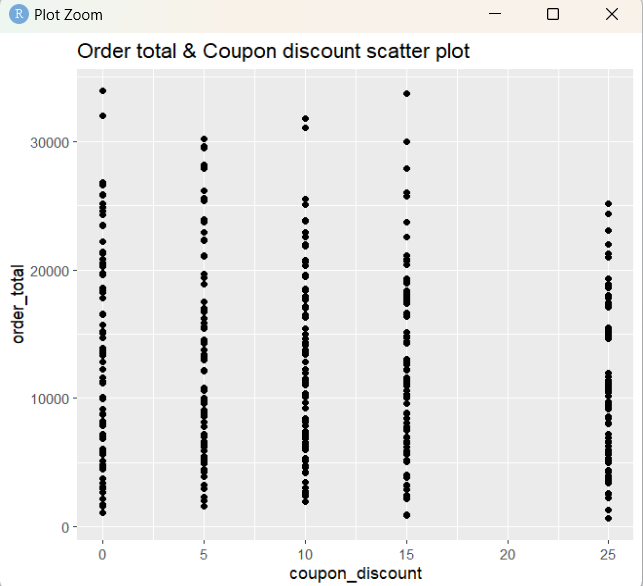 R Plot Zoom
Order total & Coupon discount scatter plot
order_total
30000
20000
10000
0
0 5 10 15 20 25
coupon_discount